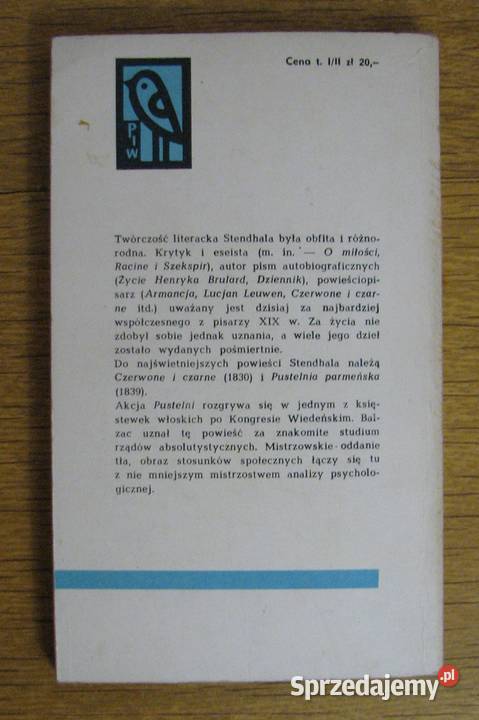 Cena t. I/II zł 20,–
PIW
Twórczość literacka Stendhala była obfita i różno-
rodna. Krytyk i eseista (m. in. — O miłości,
Racine i Szekspir), autor pism autobiograficznych
(Życie Henryka Brulard, Dziennik), powieściopi-
sarz (Armancja, Lucjan Leuwen, Czerwone i czar-
ne itd.) uważany jest dzisiaj za najbardziej
współczesnego z pisarzy XIX w. Za życia nie
zdobył sobie jednak uznania, a wiele jego dzieł
zostało wydanych pośmiertnie.
Do najświetniejszych powieści Stendhala należą
Czerwone i czarne (1830) i Pustelnia parmeńska
(1839).
Akcja Pustelni rozgrywa się w jednym z księ-
stewek włoskich po Kongresie Wiedeńskim. Bal-
zac uznał tę powieść za znakomite studium
rządów absolutystycznych. Mistrzowskie oddanie
tła, obraz stosunków społecznych łączy się tu
z nie mniejszym mistrzostwem analizy psycholo-
gicznej.
Sprzedajemy.pl